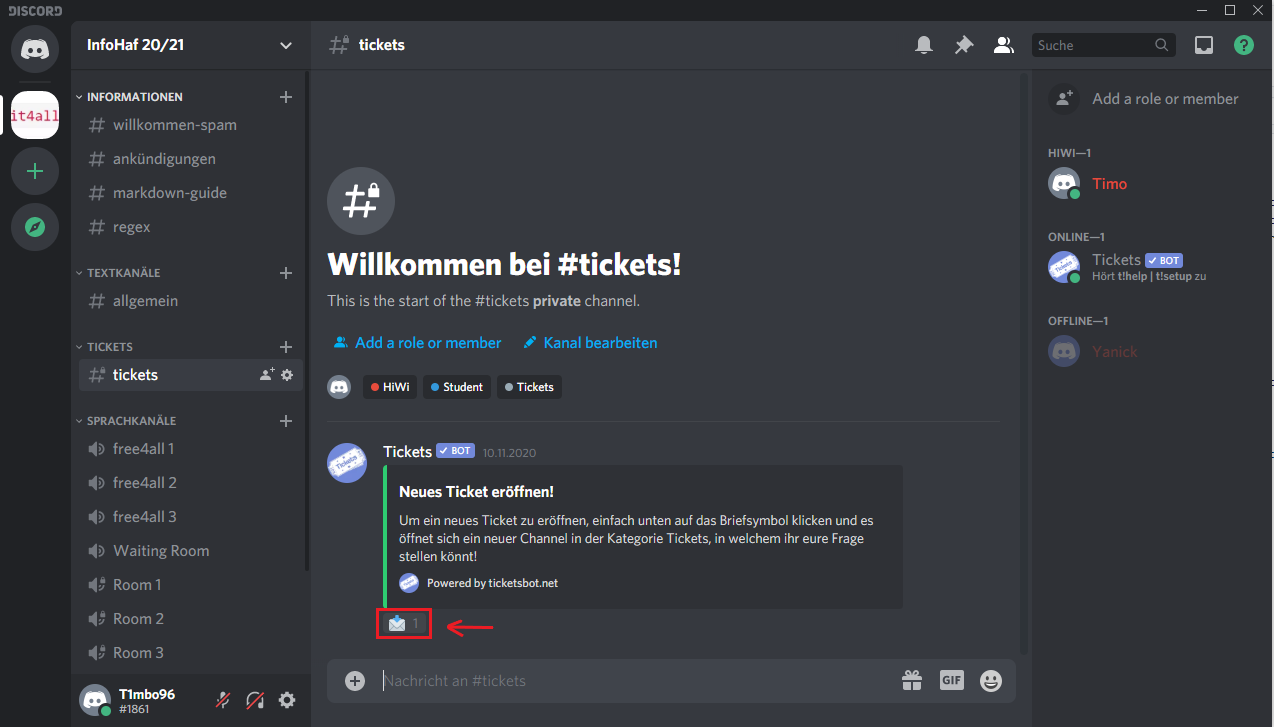 DISCORD
InfoHaf 20/21
it4all
INFORMATIONEN
willkommen-spam
ankündigungen
markdown-guide
regex
TEXTKANÄLE
allgemein
TICKETS
tickets
SPRACHKANÄLE
free4all 1
free4all 2
free4all 3
Waiting Room
Room 1
Room 2
Room 3
T1mbo96
#1861
tickets
Suche
?
Willkommen bei #tickets!
This is the start of the #tickets private channel.
Add a role or member Kanal bearbeiten
HiWi Student Tickets
Tickets BOT 10.11.2020
Neues Ticket eröffnen!
Um ein neues Ticket zu eröffnen, einfach unten auf das Briefsymbol klicken und es
öffnet sich ein neuer Channel in der Kategorie Tickets, in welchem ihr eure Frage
stellen könnt!
Powered by ticketsbot.net
1
Nachricht an #tickets
GIF
Add a role or member
HIWI—1
Timo
ONLINE—1
Tickets BOT
Hört t!help | t!setup zu
OFFLINE—1
Yanick